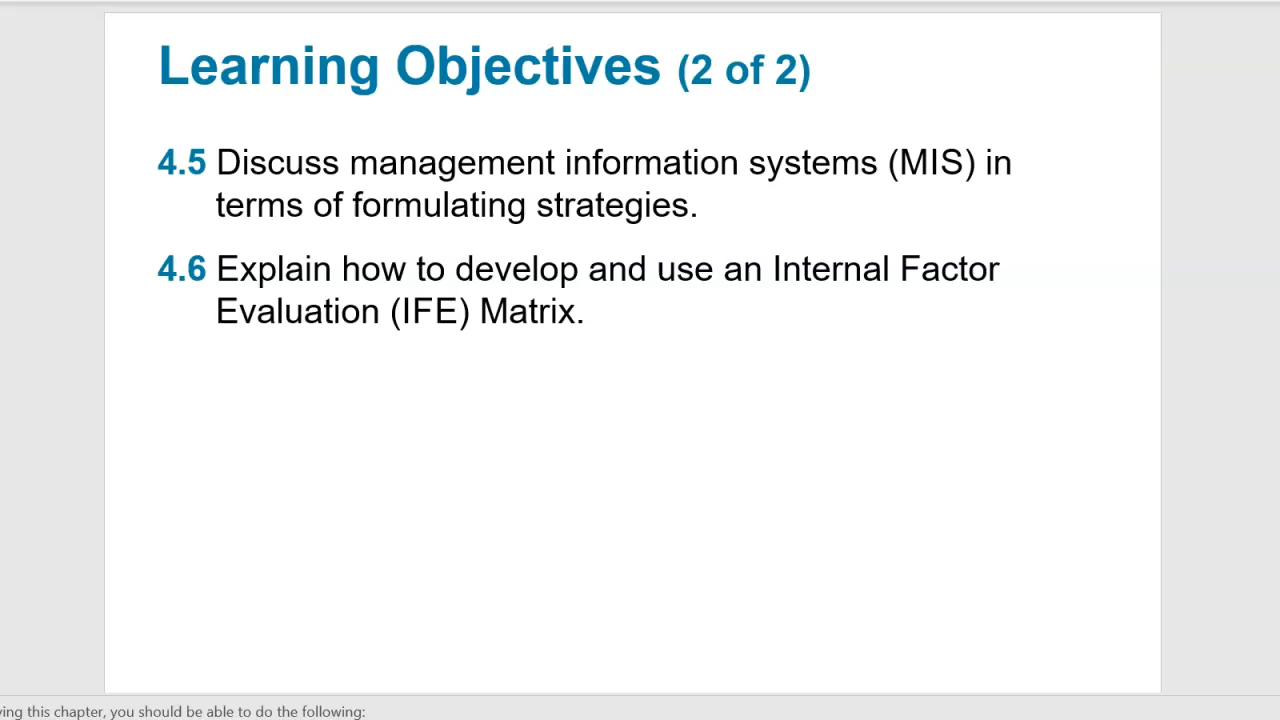 Learning Objectives (2 of 2)
4.5 Discuss management information systems (MIS) in
terms of formulating strategies.
4.6 Explain how to develop and use an Internal Factor
Evaluation (IFE) Matrix.
this chapter, you should be able to do the following: